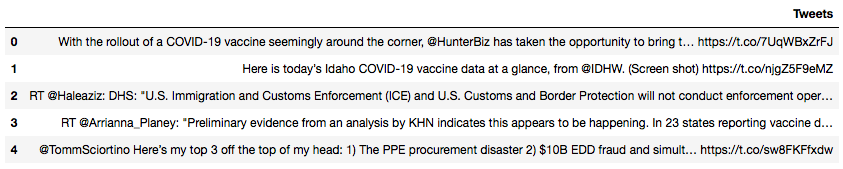 Tweets
0 With the rollout of a COVID-19 vaccine seemingly around the corner, @HunterBiz has taken the opportunity to bring t… https://t.co/7UqWBxZrFJ
1 Here is today’s Idaho COVID-19 vaccine data at a glance, from @IDHW. (Screen shot) https://t.co/njgZ5F9eMZ
2 RT @Haleaziz: DHS: "U.S. Immigration and Customs Enforcement (ICE) and U.S. Customs and Border Protection will not conduct enforcement oper…
3 RT @Arrianna_Planey: "Preliminary evidence from an analysis by KHN indicates this appears to be happening. In 23 states reporting vaccine d…
4 @TommSciortino Here’s my top 3 off the top of my head: 1) The PPE procurement disaster 2) $10B EDD fraud and simult… https://t.co/sw8FKFfxdw